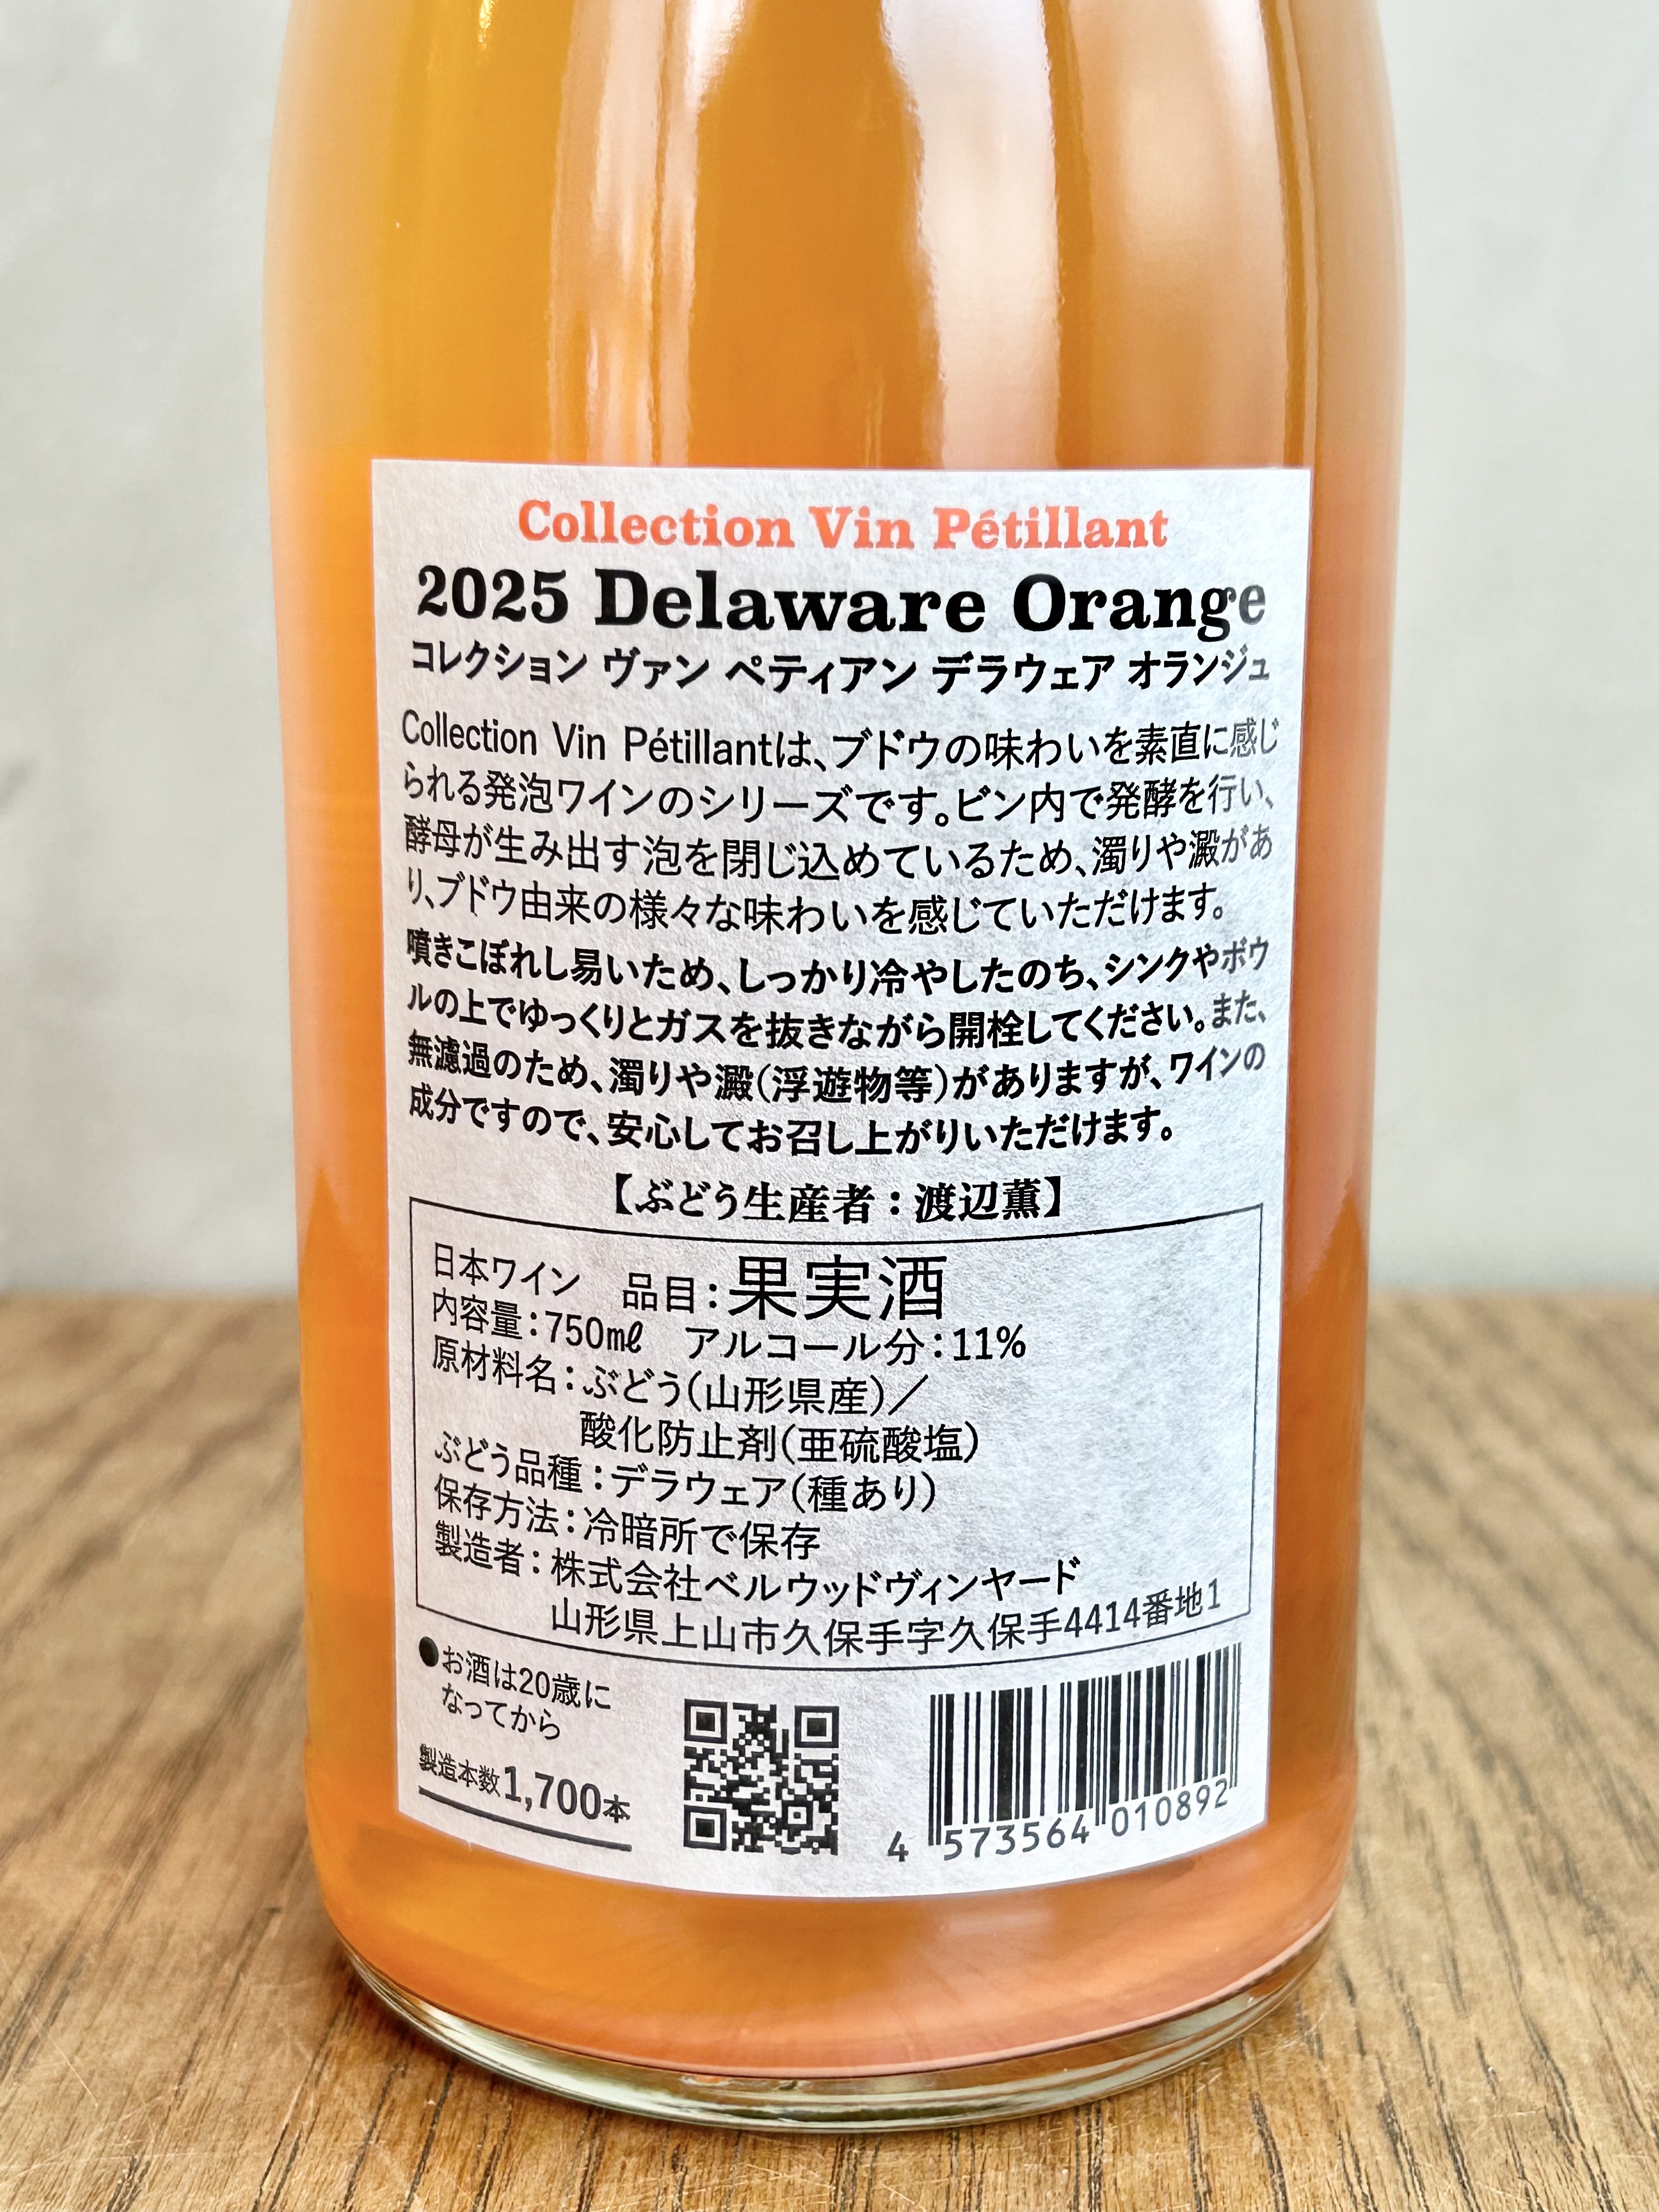 Collection Vin Pétillant
2025 Delaware Orange
コレクション ヴァン ペティアン デラウェア オランジュ
Collection Vin Pétillantは、ブドウの味わいを素直に感じ
られる発泡ワインのシリーズです。ビン内で発酵を行い、
酵母が生み出す泡を閉じ込めているため、濁りや澱があ
り、ブドウ由来の様々な味わいを感じていただけます。
噴きこぼれし易いため、しっかり冷やしたのち、シンクやボウ
ルの上でゆっくりとガスを抜きながら開栓してください。また、
無濾過のため、濁りや澱(浮遊物等)がありますが、ワインの
成分ですので、安心してお召し上がりいただけます。
【ぶどう生産者：渡辺薫】
日本ワイン 品目：果実酒
内容量：750㎖ アルコール分：11%
原材料名：ぶどう(山形県産)／
酸化防止剤(亜硫酸塩)
ぶどう品種：デラウェア(種あり)
保存方法：冷暗所で保存
製造者：株式会社ベルウッドヴィンヤード
山形県上山市久保手字久保手4414番地1
●お酒は20歳に
なってから
製造本数1,700本
4 573564 010892